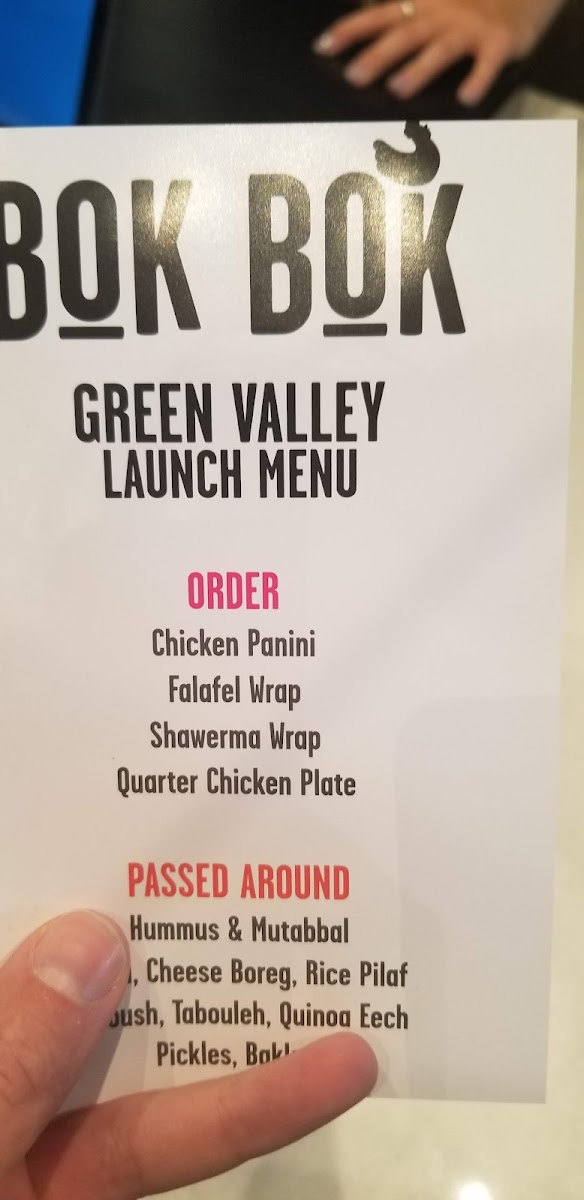 BOK BOK
GREEN VALLEY
LAUNCH MENU
ORDER
Chicken Panini
Falafel Wrap
Shawerma Wrap
Quarter Chicken Plate
PASSED AROUND
Hummus & Mutabbal
Cheese Boreg, Rice Pilaf
Tabouleh, Quinoa Eech
Pickles,